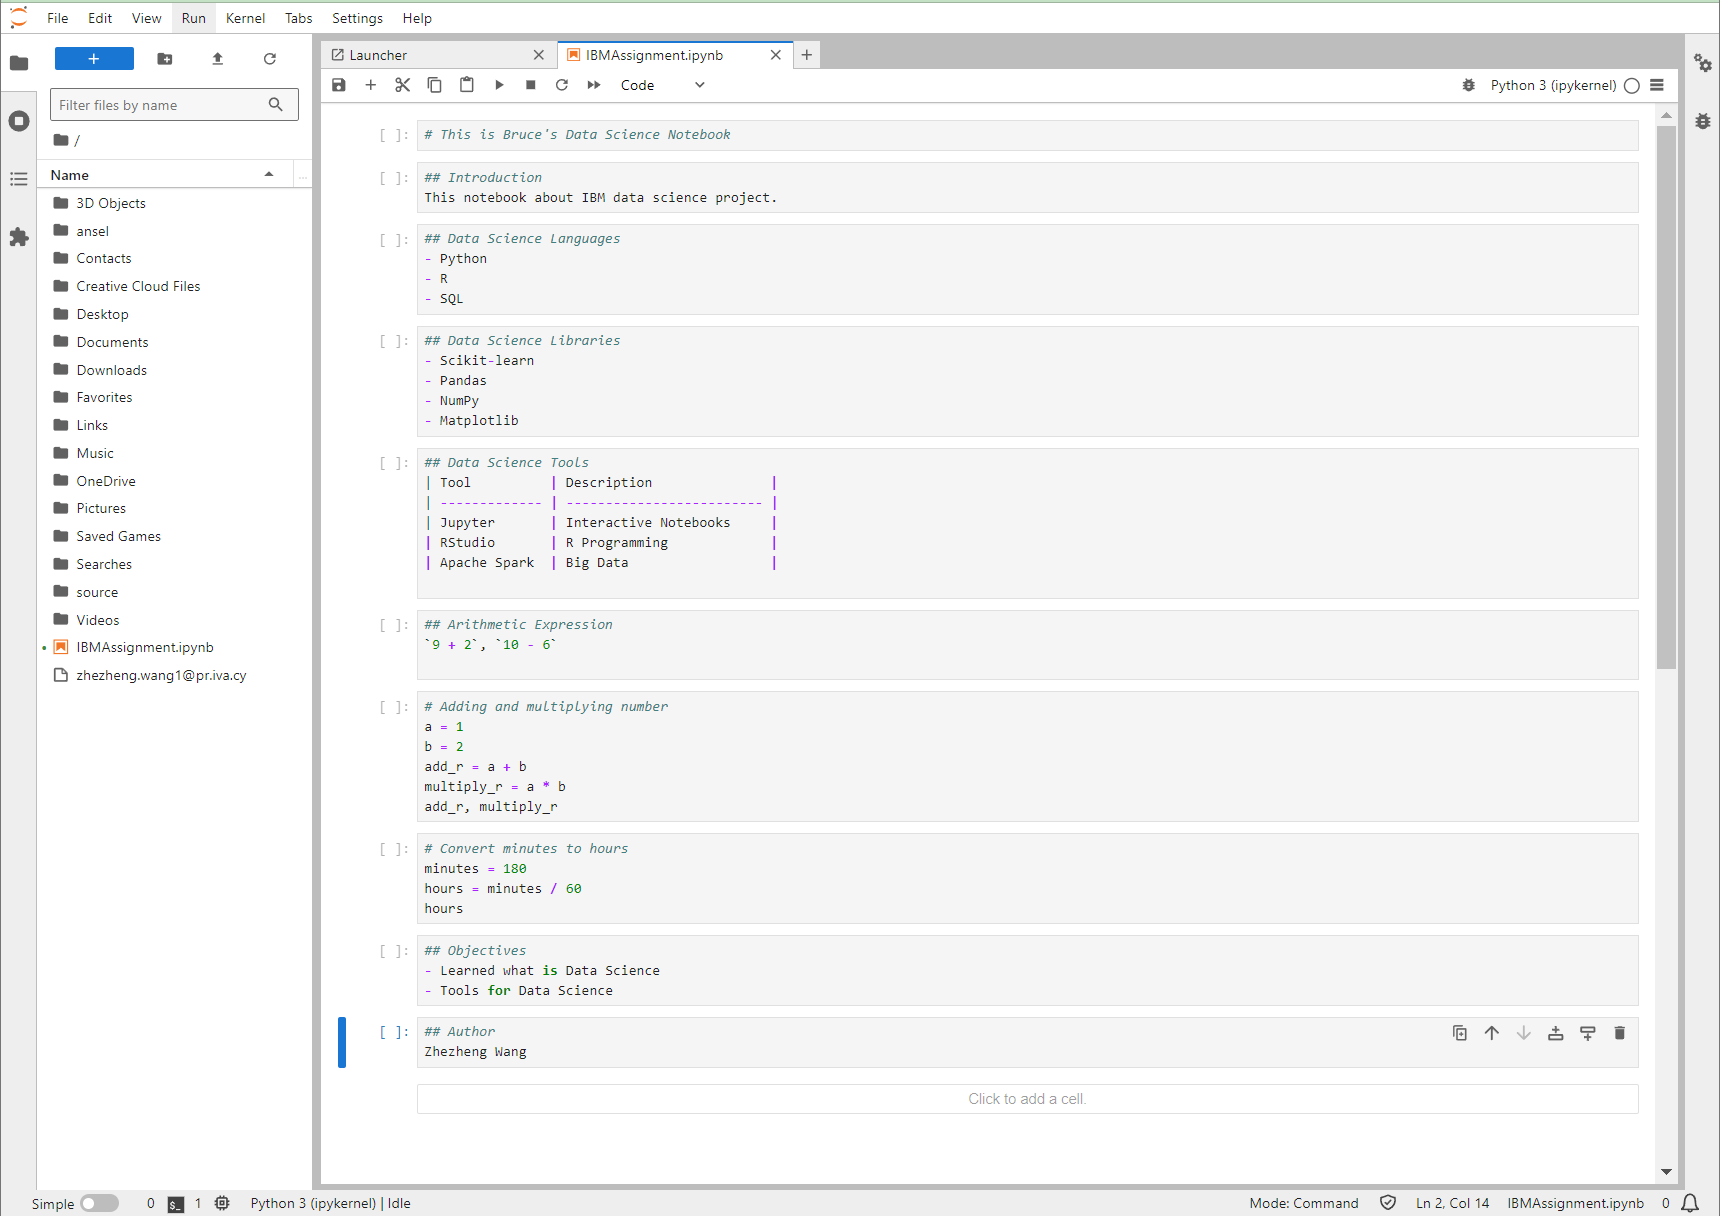 File Edit View Run Kernel Tabs Settings Help
Launcher
IBMAssignment.ipynb
Code
Python 3 (ipykernel)
Filter files by name
/
Name
3D Objects
ansel
Contacts
Creative Cloud Files
Desktop
Documents
Downloads
Favorites
Links
Music
OneDrive
Pictures
Saved Games
Searches
source
Videos
IBMAssignment.ipynb
zhezheng.wang1@pr.iva.cy
[ ]: # This is Bruce's Data Science Notebook
[ ]: ## Introduction
This notebook about IBM data science project.
[ ]: ## Data Science Languages
- Python
- R
- SQL
[ ]: ## Data Science Libraries
- Scikit-learn
- Pandas
- NumPy
- Matplotlib
[ ]: ## Data Science Tools
| Tool          | Description               |
| ------------- | ------------------------- |
| Jupyter       | Interactive Notebooks     |
| RStudio       | R Programming             |
| Apache Spark  | Big Data                  |
[ ]: ## Arithmetic Expression
`9 + 2`, `10 - 6`
[ ]: # Adding and multiplying number
a = 1
b = 2
add_r = a + b
multiply_r = a * b
add_r, multiply_r
[ ]: # Convert minutes to hours
minutes = 180
hours = minutes / 60
hours
[ ]: ## Objectives
- Learned what is Data Science
- Tools for Data Science
[ ]: ## Author
Zhezheng Wang
Click to add a cell.
Simple 0 $_ 1 Python 3 (ipykernel) | Idle Mode: Command Ln 2, Col 14 IBMAssignment.ipynb 0